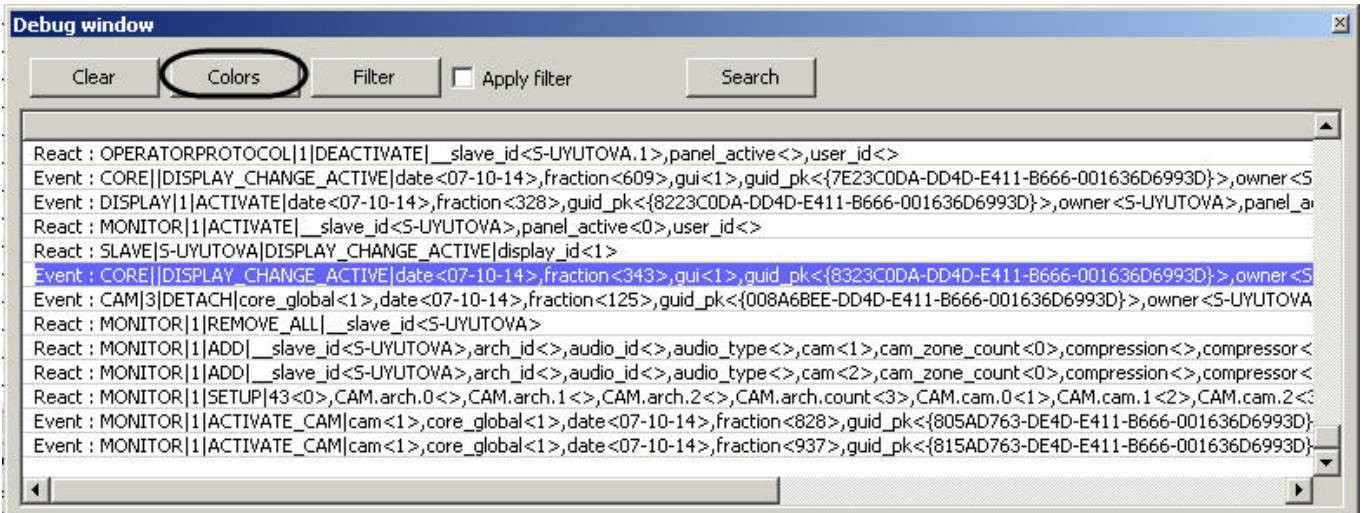 Debug window
Clear Colors Filter Apply filter Search
React : OPERATORPROTOCOL|1|DEACTIVATE|__slave_id<S-UYUTOVA.1>,panel_active<>,user_id<>
Event : CORE||DISPLAY_CHANGE_ACTIVE|date<07-10-14>,fraction<609>,gui<1>,guid_pk<{7E23C0DA-DD4D-E411-B666-001636D6993D}>,owner<S
Event : DISPLAY|1|ACTIVATE|date<07-10-14>,fraction<328>,guid_pk<{8223C0DA-DD4D-E411-B666-001636D6993D}>,owner<S-UYUTOVA>,panel_a
React : MONITOR|1|ACTIVATE|__slave_id<S-UYUTOVA>,panel_active<0>,user_id<>
React : SLAVE|S-UYUTOVA|DISPLAY_CHANGE_ACTIVE|display_id<1>
Event : CORE||DISPLAY_CHANGE_ACTIVE|date<07-10-14>,fraction<343>,gui<1>,guid_pk<{8323C0DA-DD4D-E411-B666-001636D6993D}>,owner<S
Event : CAM|3|DETACH|core_global<1>,date<07-10-14>,fraction<125>,guid_pk<{008A6BEE-DD4D-E411-B666-001636D6993D}>,owner<S-UYUTOVA
React : MONITOR|1|REMOVE_ALL|__slave_id<S-UYUTOVA>
React : MONITOR|1|ADD|__slave_id<S-UYUTOVA>,arch_id<>,audio_id<>,audio_type<>,cam<1>,cam_zone_count<0>,compression<>,compressor<
React : MONITOR|1|ADD|__slave_id<S-UYUTOVA>,arch_id<>,audio_id<>,audio_type<>,cam<2>,cam_zone_count<0>,compression<>,compressor<
React : MONITOR|1|SETUP|43<0>,CAM.arch.0<>,CAM.arch.1<>,CAM.arch.2<>,CAM.arch.count<3>,CAM.cam.0<1>,CAM.cam.1<2>,CAM.cam.2<3
Event : MONITOR|1|ACTIVATE_CAM|cam<1>,core_global<1>,date<07-10-14>,fraction<828>,guid_pk<{805AD763-DE4D-E411-B666-001636D6993D}
Event : MONITOR|1|ACTIVATE_CAM|cam<1>,core_global<1>,date<07-10-14>,fraction<937>,guid_pk<{815AD763-DE4D-E411-B666-001636D6993D}